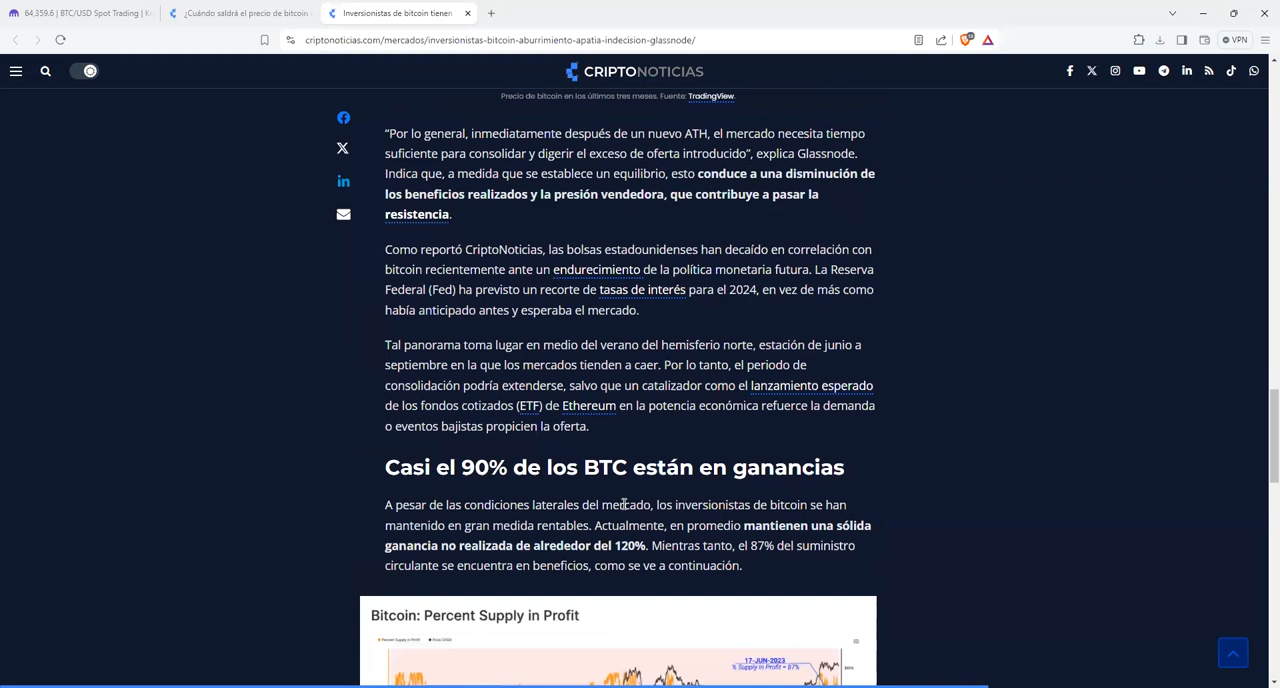 64,359.6 | BTC/USD Spot Trading |
¿Cuándo saldrá el precio de bitcoin
Inversionistas de bitcoin tienen
criptonoticias.com/mercados/inversionistas-bitcoin-aburrimiento-apatia-indecision-glassnode/
VPN
CRIPTONOTICIAS
Precio de bitcoin en los últimos tres meses. Fuente: TradingView.
“Por lo general, inmediatamente después de un nuevo ATH, el mercado necesita tiempo
suficiente para consolidar y digerir el exceso de oferta introducido”, explica Glassnode.
Indica que, a medida que se establece un equilibrio, esto conduce a una disminución de
los beneficios realizados y la presión vendedora, que contribuye a pasar la
resistencia.
Como reportó CriptoNoticias, las bolsas estadounidenses han decaído en correlación con
bitcoin recientemente ante un endurecimiento de la política monetaria futura. La Reserva
Federal (Fed) ha previsto un recorte de tasas de interés para el 2024, en vez de más como
había anticipado antes y esperaba el mercado.
Tal panorama toma lugar en medio del verano del hemisferio norte, estación de junio a
septiembre en la que los mercados tienden a caer. Por lo tanto, el periodo de
consolidación podría extenderse, salvo que un catalizador como el lanzamiento esperado
de los fondos cotizados (ETF) de Ethereum en la potencia económica refuerce la demanda
o eventos bajistas propicien la oferta.
Casi el 90% de los BTC están en ganancias
A pesar de las condiciones laterales del mercado, los inversionistas de bitcoin se han
mantenido en gran medida rentables. Actualmente, en promedio mantienen una sólida
ganancia no realizada de alrededor del 120%. Mientras tanto, el 87% del suministro
circulante se encuentra en beneficios, como se ve a continuación.
Bitcoin: Percent Supply in Profit
Percent Supply in Profit Price [USD]
17-JUN-2023
% Supply in Profit = 87%